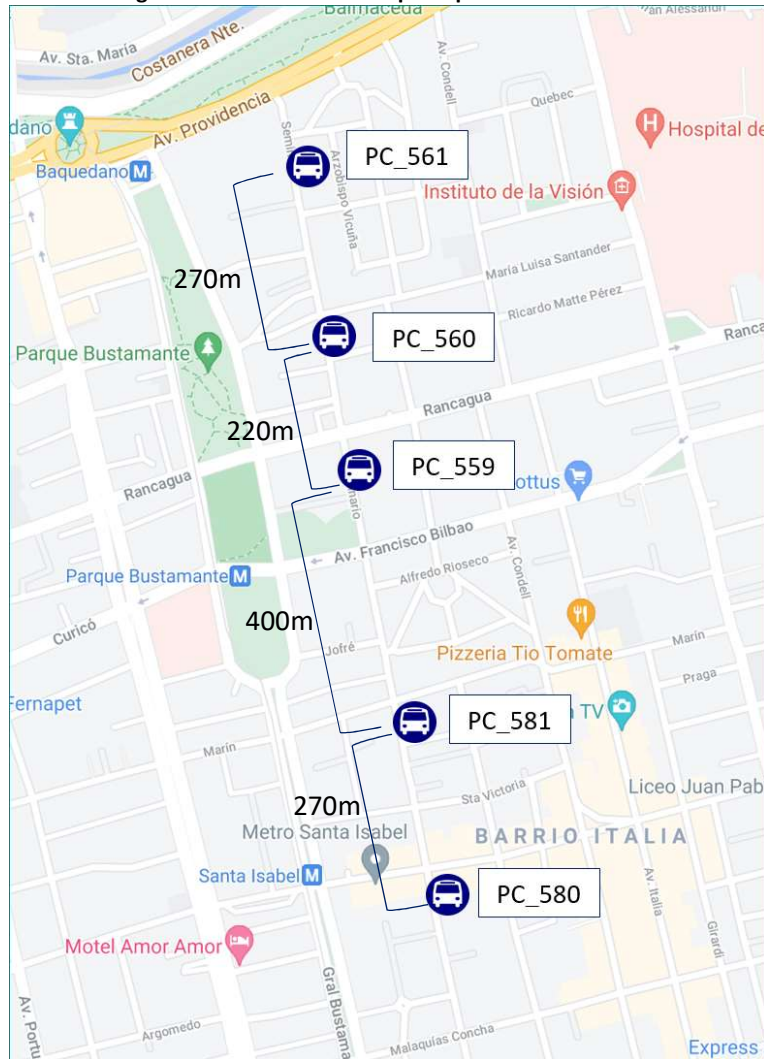 Balmaceda
Av. Sta. María
Costanera Nte.
Av. Condell
Quebec
Av. Providencia
dano
Baquedano M
Arzobispo Vicuña
PC_561
H Hospital de
Instituto de la Visión
270m
María Luisa Santander
Ricardo Matte Pérez
PC_560
Parque Bustamante
Ranca
Rancagua
220m
PC_559
ottus
Rancagua
Av. Francisco Bilbao
Alfredo Rioseco
Av. Condell
Parque Bustamante M
400m
Curicó
Jofré
Pizzeria Tio Tomate
Marín
Praga
Fernapet
PC_581
TV
Marín
270m
Sta Victoria
Liceo Juan Pab
Metro Santa Isabel
BARRIO ITALIA
Santa Isabel M
PC_580
Av. Italia
Girardi
Motel Amor Amor
Av. Portu
Gral Bustama
Argomedo
Malaquías Concha
Express